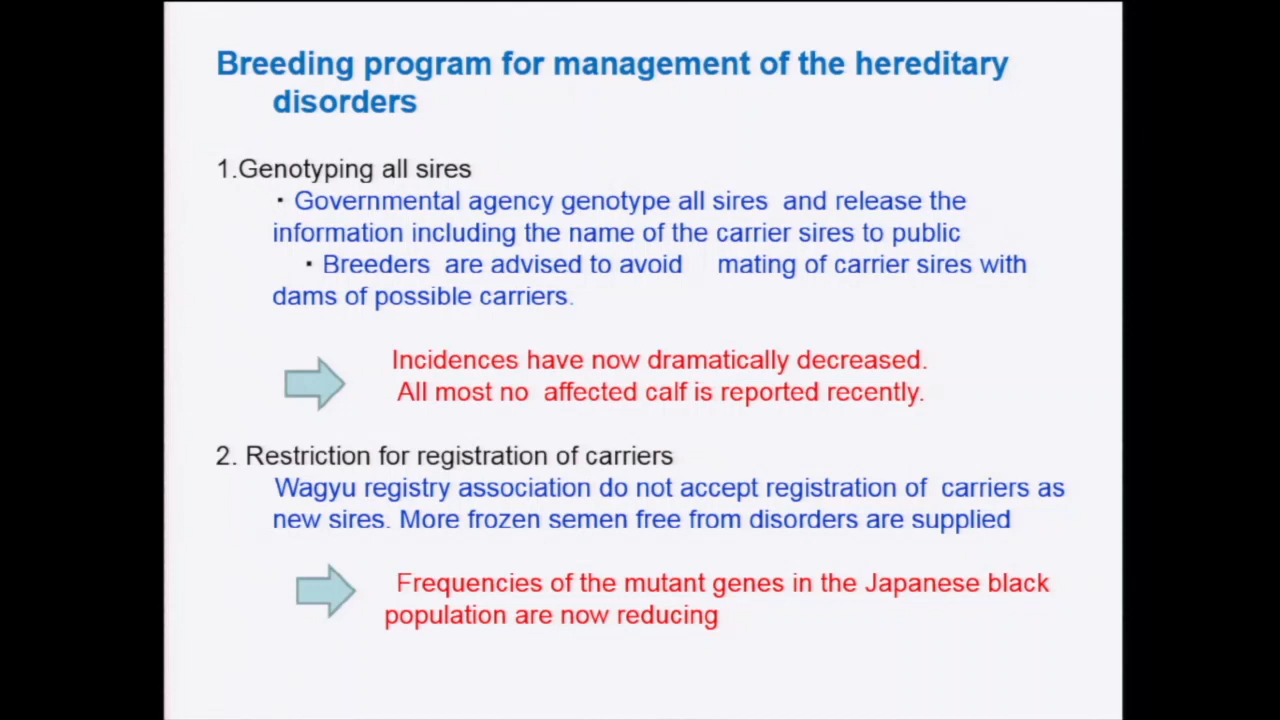 Breeding program for management of the hereditary
disorders
1.Genotyping all sires
・Governmental agency genotype all sires and release the
information including the name of the carrier sires to public
・Breeders are advised to avoid mating of carrier sires with
dams of possible carriers.
Incidences have now dramatically decreased.
All most no affected calf is reported recently.
2. Restriction for registration of carriers
Wagyu registry association do not accept registration of carriers as
new sires. More frozen semen free from disorders are supplied
Frequencies of the mutant genes in the Japanese black
population are now reducing